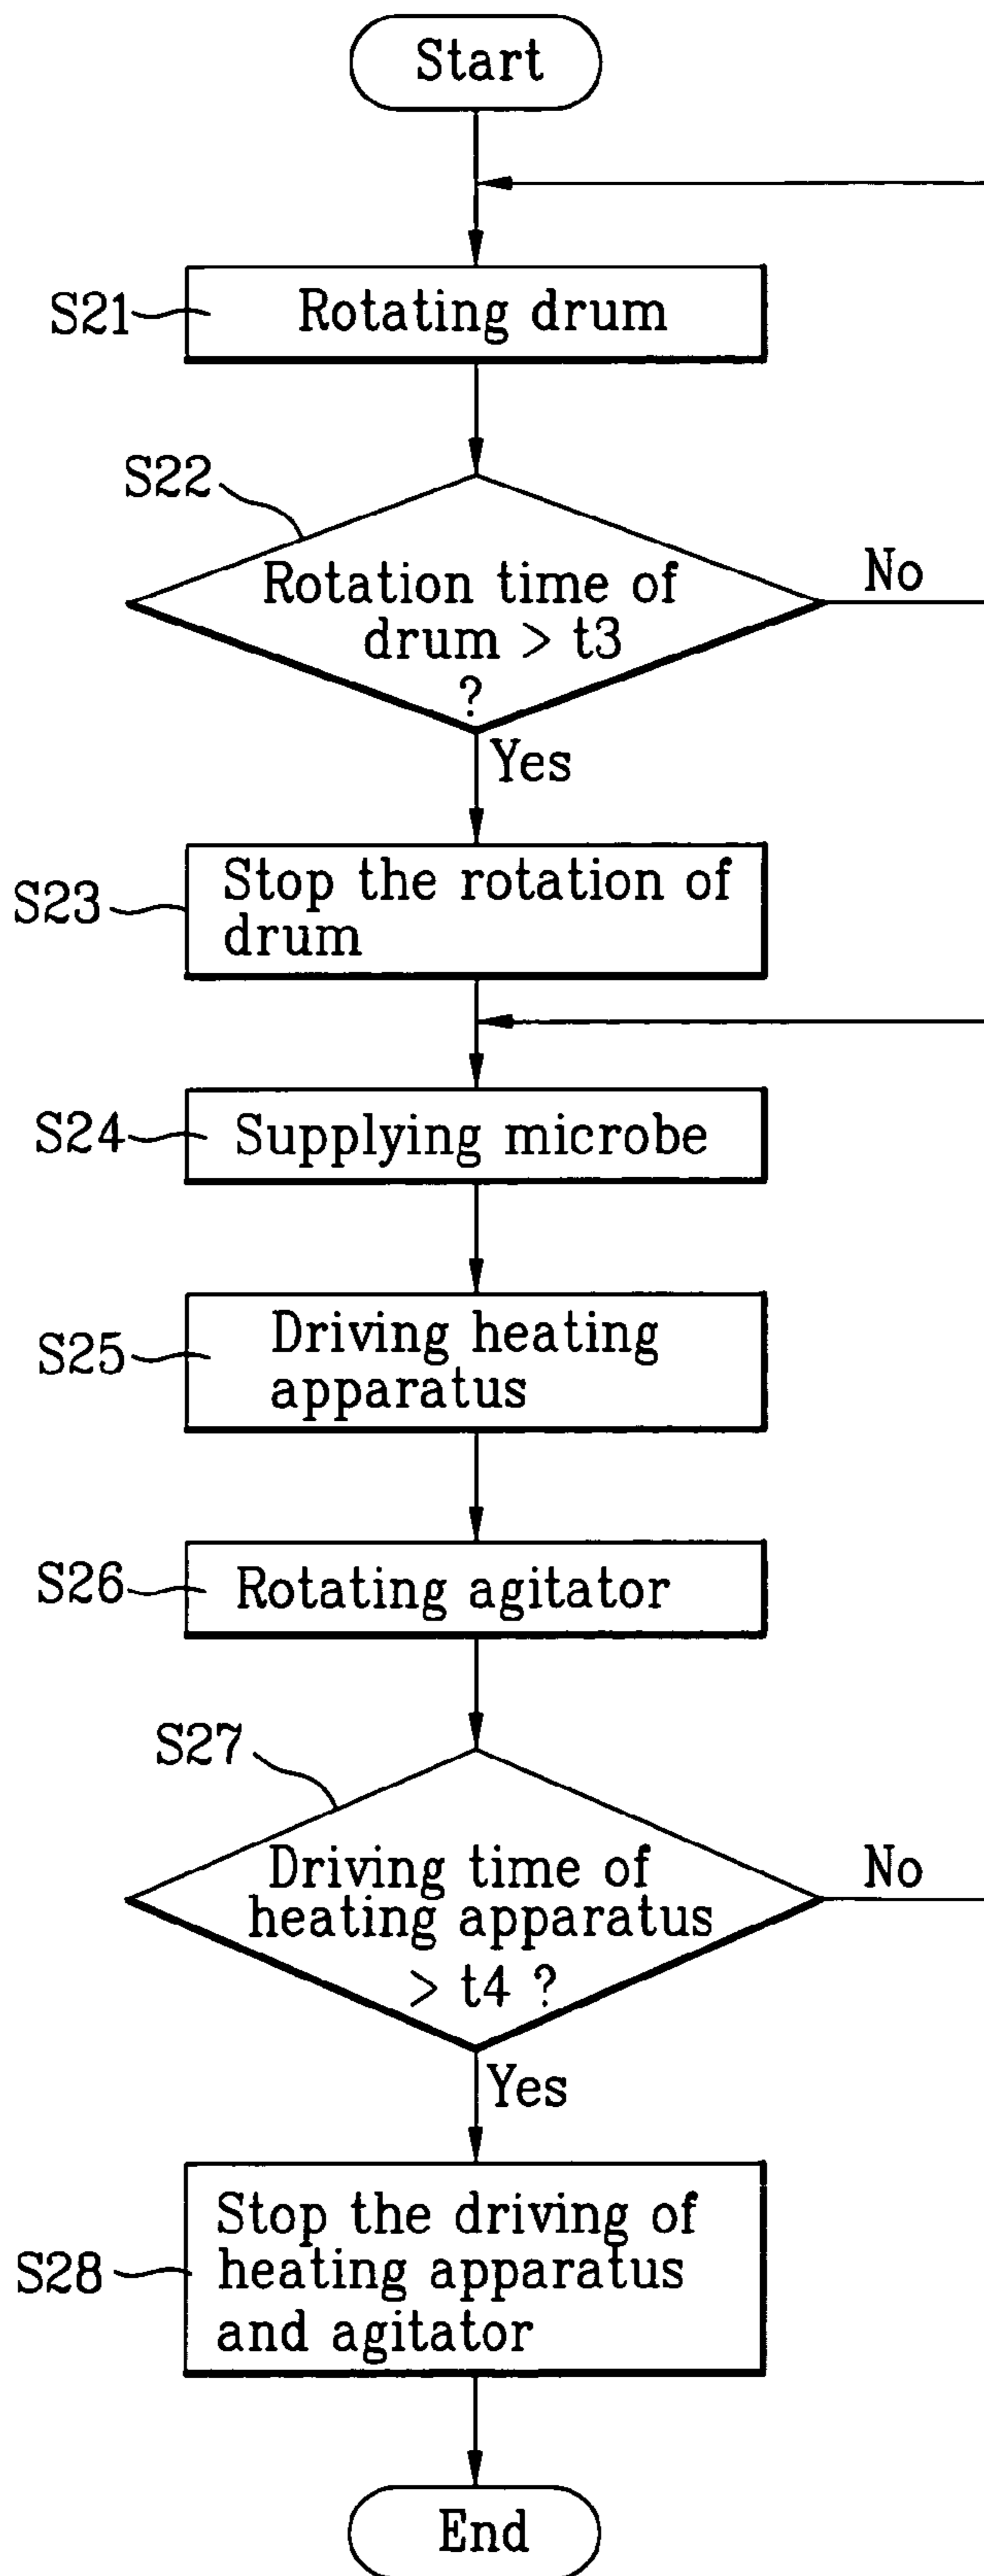 Start
S21
Rotating drum
S22
Rotation time of
drum > t3
?
No
Yes
S23
Stop the rotation of
drum
S24
Supplying microbe
S25
Driving heating
apparatus
S26
Rotating agitator
S27
Driving time of
heating apparatus
> t4 ?
No
Yes
S28
Stop the driving of
heating apparatus
and agitator
End